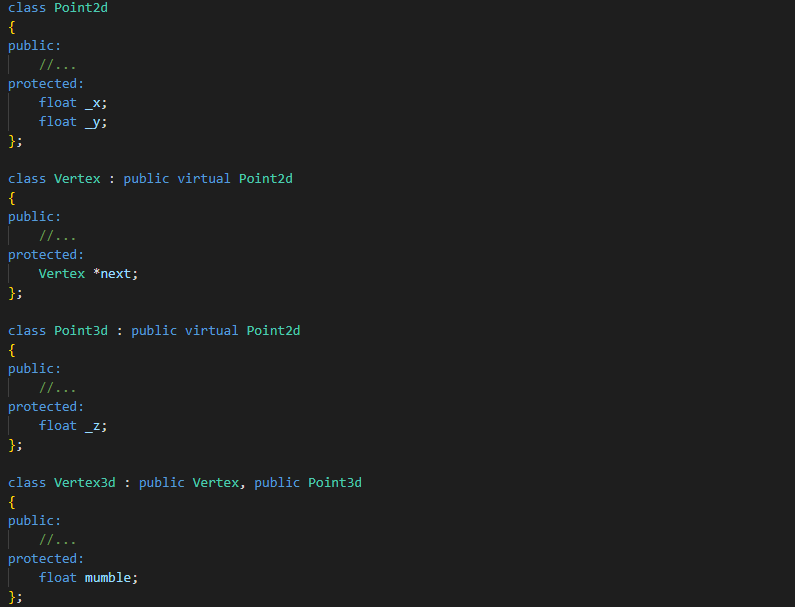 class Point2d
{
public:
    //...
protected:
    float _x;
    float _y;
};

class Vertex : public virtual Point2d
{
public:
    //...
protected:
    Vertex *next;
};

class Point3d : public virtual Point2d
{
public:
    //...
protected:
    float _z;
};

class Vertex3d : public Vertex, public Point3d
{
public:
    //...
protected:
    float mumble;
};